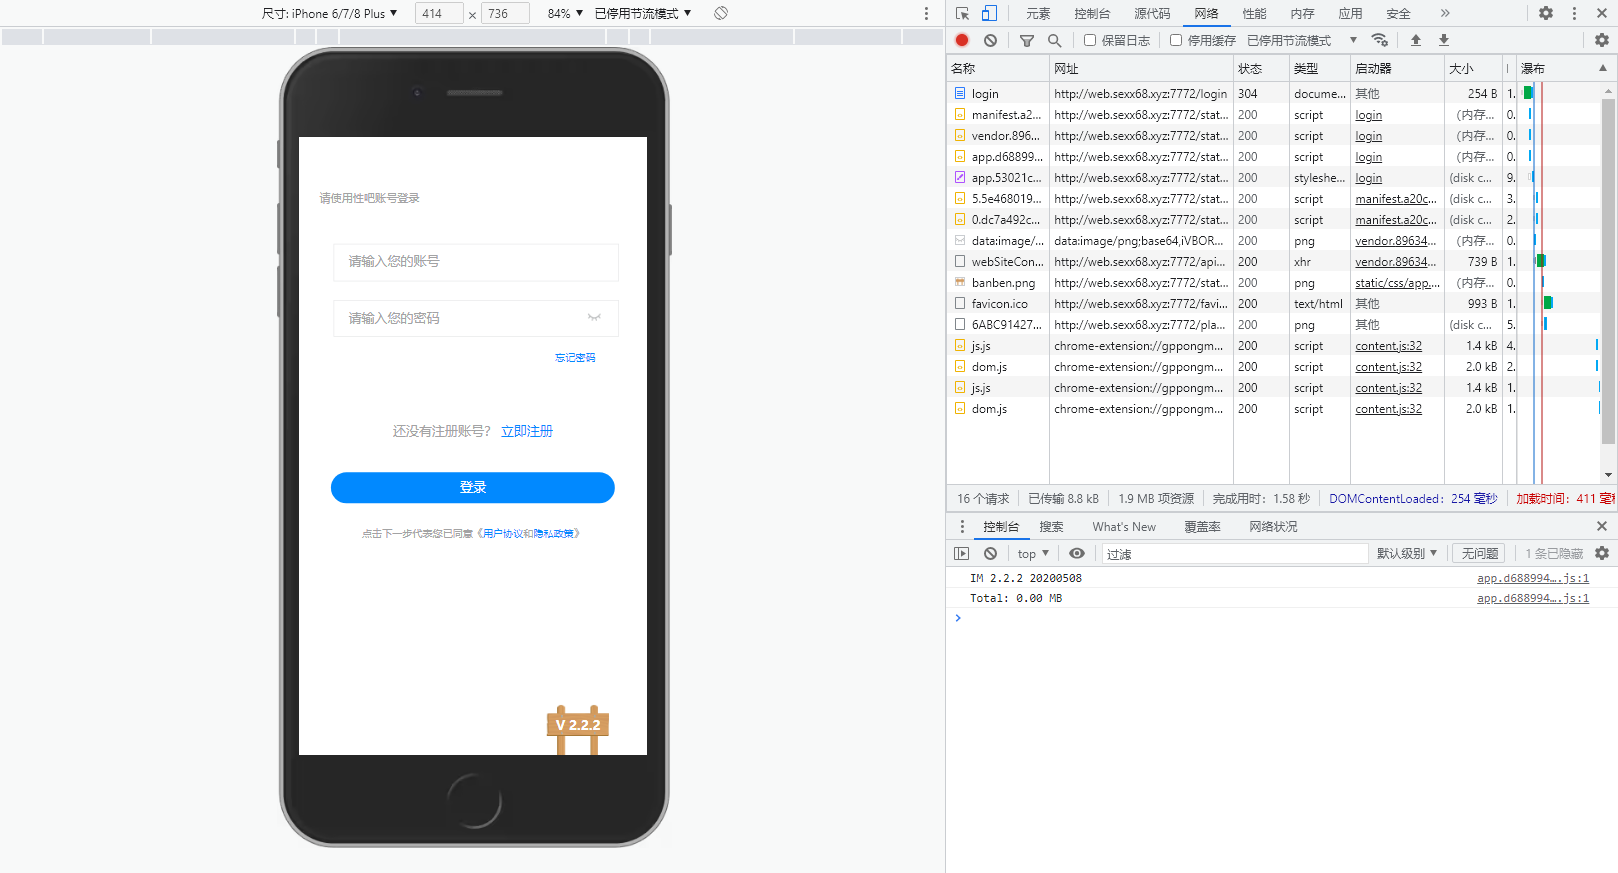 尺寸: iPhone 6/7/8 Plus ▼ 414 × 736 84% ▼ 已停用节流模式 ▼
请使用性吧账号登录
请输入您的账号
请输入您的密码
忘记密码
还没有注册账号? 立即注册
登录
点击下一步代表您已同意《用户协议和隐私政策》
V 2.2.2
元素 控制台 源代码 网络 性能 内存 应用 安全 »
保留日志 停用缓存 已停用节流模式 ▼
名称 网址 状态 类型 启动器 大小 瀑布 ▲
login http://web.sexx68.xyz:7772/login 304 docume... 其他 254 B 1.
manifest.a2... http://web.sexx68.xyz:7772/stat... 200 script login (内存... 0.
vendor.896... http://web.sexx68.xyz:7772/stat... 200 script login (内存... 0.
app.d68899... http://web.sexx68.xyz:7772/stat... 200 script login (内存... 0.
app.53021c... http://web.sexx68.xyz:7772/stat... 200 styleshe... login (disk c... 9.
5.5e468019... http://web.sexx68.xyz:7772/stat... 200 script manifest.a20c... (disk c... 3.
0.dc7a492c... http://web.sexx68.xyz:7772/stat... 200 script manifest.a20c... (disk c... 2.
data:image/... data:image/png;base64,iVBOR... 200 png vendor.89634... (内存... 0.
webSiteCon... http://web.sexx68.xyz:7772/api... 200 xhr vendor.89634... 739 B 1.
banben.png http://web.sexx68.xyz:7772/stat... 200 png static/css/app.... (内存... 0.
favicon.ico http://web.sexx68.xyz:7772/favi... 200 text/html 其他 993 B 1.
6ABC91427... http://web.sexx68.xyz:7772/pla... 200 png 其他 (disk c... 5.
js.js chrome-extension://gppongm... 200 script content.js:32 1.4 kB 4.
dom.js chrome-extension://gppongm... 200 script content.js:32 2.0 kB 2.
js.js chrome-extension://gppongm... 200 script content.js:32 1.4 kB 1.
dom.js chrome-extension://gppongm... 200 script content.js:32 2.0 kB 1.
16 个请求 已传输 8.8 kB 1.9 MB 项资源 完成用时: 1.58 秒 DOMContentLoaded: 254 毫秒 加载时间: 411 毫秒
控制台 搜索 What's New 覆盖率 网络状况
top ▼ 过滤 默认级别 ▼ 无问题 1 条已隐藏
IM 2.2.2 20200508 app.d688994….js:1
Total: 0.00 MB app.d688994….js:1